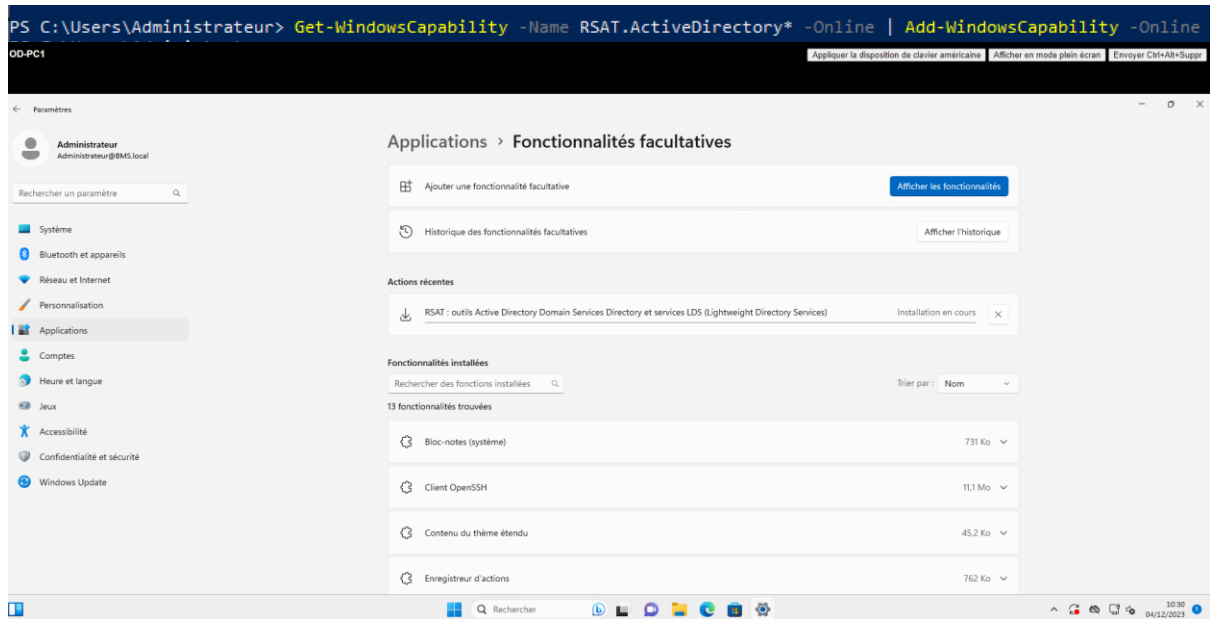 PS C:\Users\Administrateur> Get-WindowsCapability -Name RSAT.ActiveDirectory* -Online | Add-WindowsCapability -Online
OD-PC1
Appliquer la disposition de clavier américaine
Afficher en mode plein écran
Envoyer Ctrl+Alt+Suppr
Paramètres
Administrateur
Administrateur@BMS.local
Rechercher un paramètre
Système
Bluetooth et appareils
Réseau et Internet
Personnalisation
Applications
Comptes
Heure et langue
Jeux
Accessibilité
Confidentialité et sécurité
Windows Update
Applications > Fonctionnalités facultatives
Ajouter une fonctionnalité facultative
Afficher les fonctionnalités
Historique des fonctionnalités facultatives
Afficher l'historique
Actions récentes
RSAT : outils Active Directory Domain Services Directory et services LDS (Lightweight Directory Services)
Installation en cours
Fonctionnalités installées
Rechercher des fonctions installées
Trier par : Nom
13 fonctionnalités trouvées
Bloc-notes (système)
731 Ko
Client OpenSSH
11,1 Mo
Contenu du thème étendu
45,2 Ko
Enregistreur d'actions
762 Ko
Rechercher
10:30
04/12/2023